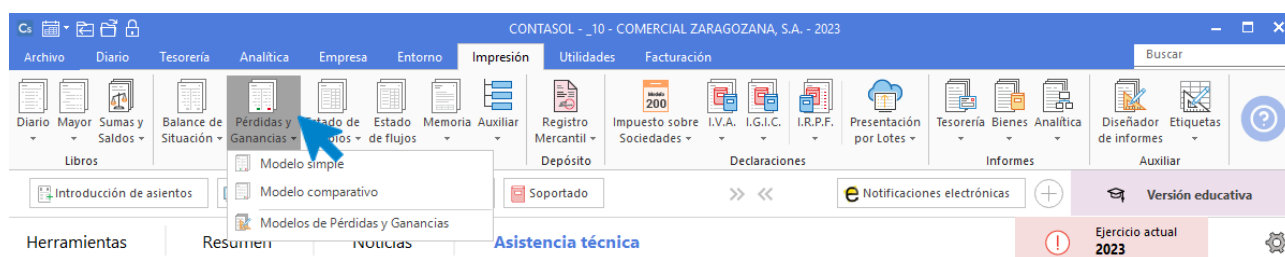 Cs
CONTASOL - _10 - COMERCIAL ZARAGOZANA, S.A. - 2023
Archivo Diario Tesorería Analítica Empresa Entorno Impresión Utilidades Facturación Buscar
Modelo 200
Diario Mayor Sumas y Saldos Balance de Situación Pérdidas y Ganancias Estado de Estado de flujos Memoria Auxiliar Registro Mercantil Impuesto sobre Sociedades I.V.A. I.G.I.C. I.R.P.F. Presentación por Lotes Tesorería Bienes Analítica Diseñador de informes Etiquetas
Libros Depósito Declaraciones Informes Auxiliar
Modelo simple
Modelo comparativo
Modelos de Pérdidas y Ganancias
Introducción de asientos Soportado Notificaciones electrónicas Versión educativa
Herramientas Resumen Noticias Asistencia técnica Ejercicio actual
2023